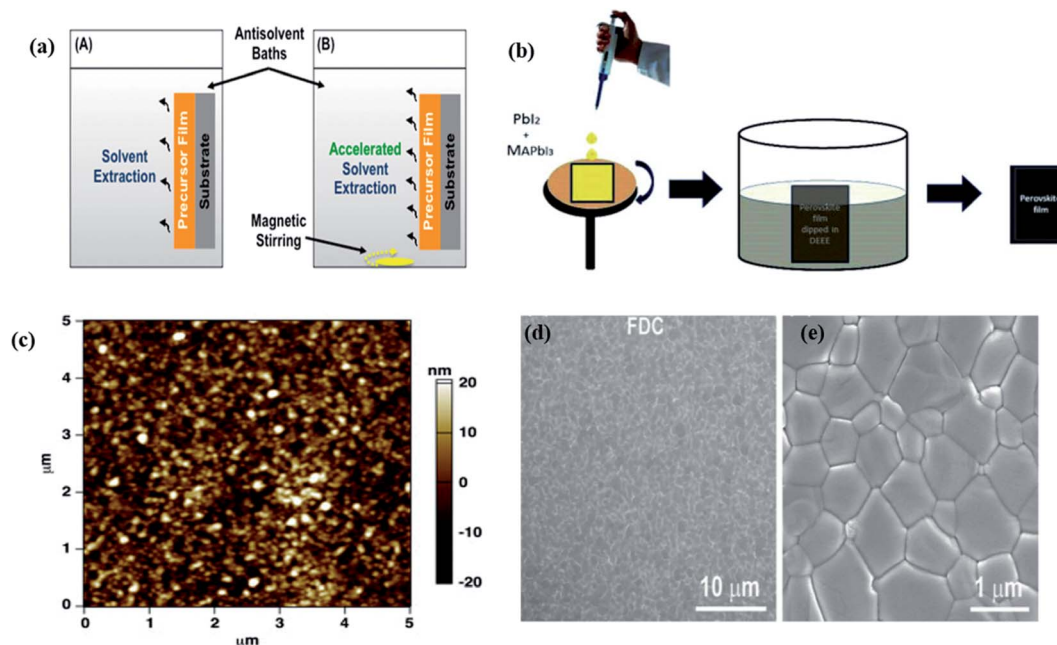 (a)
(A)
Antisolvent
Baths
(B)
Solvent
Extraction
Precursor Film
Substrate
Accelerated
Solvent
Extraction
Magnetic
Stirring
Precursor Film
Substrate
(b)
PbI₂
+
MAPbI₃
Perovskite
film
dipped in
DEEE
Perovskite
film
(c)
5
4
3
2
1
0
μm
0
1
2
3
4
5
μm
nm
20
10
0
-10
-20
(d)
FDC
10 μm
(e)
1 μm